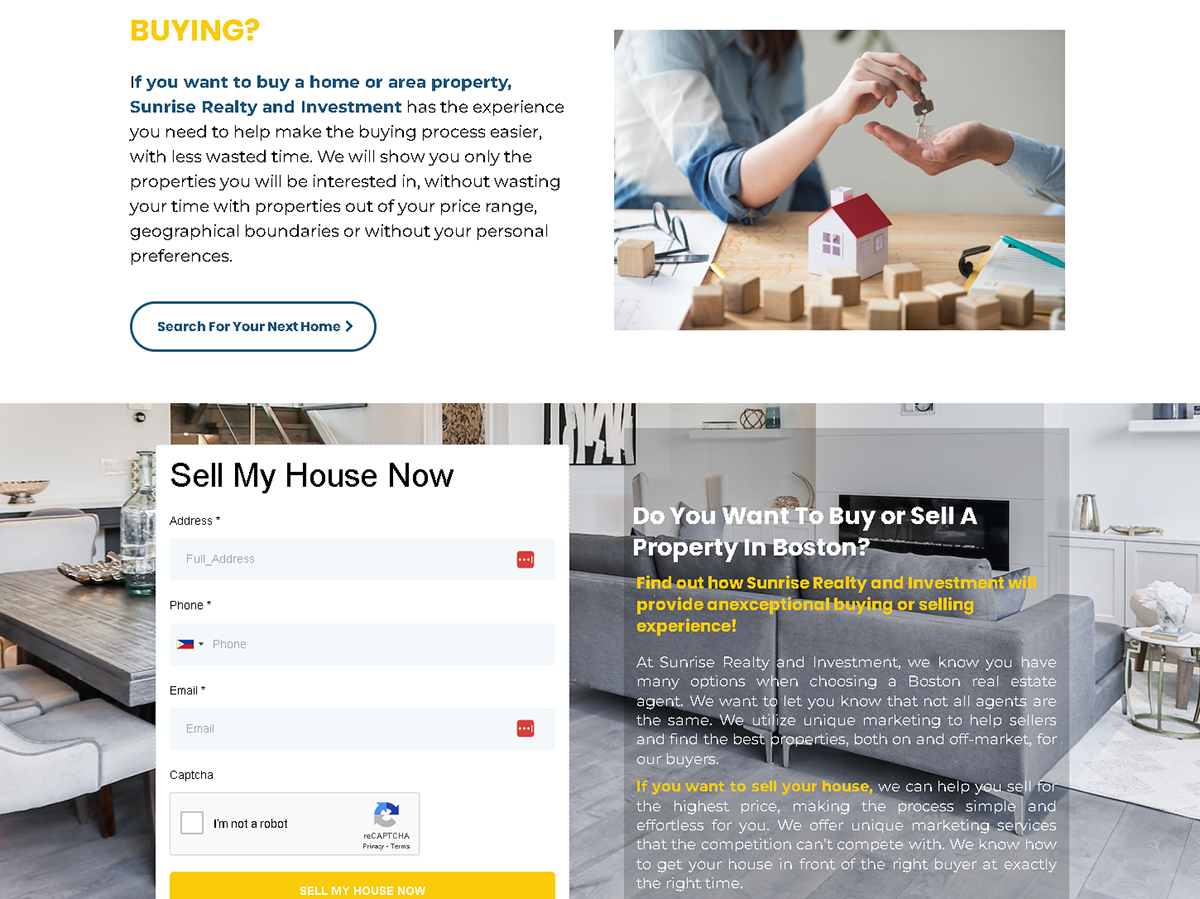 BUYING?
If you want to buy a home or area property,
Sunrise Realty and Investment has the experience
you need to help make the buying process easier,
with less wasted time. We will show you only the
properties you will be interested in, without wasting
your time with properties out of your price range,
geographical boundaries or without your personal
preferences.
Search For Your Next Home
Sell My House Now
Address *
Full_Address
Phone *
Phone
Email *
Email
Captcha
I'm not a robot
reCAPTCHA
Privacy - Terms
SELL MY HOUSE NOW
Do You Want To Buy or Sell A
Property In Boston?
Find out how Sunrise Realty and Investment will
provide anexceptional buying or selling
experience!
At Sunrise Realty and Investment, we know you have
many options when choosing a Boston real estate
agent. We want to let you know that not all agents are
the same. We utilize unique marketing to help sellers
and find the best properties, both on and off-market, for
our buyers.
If you want to sell your house, we can help you sell for
the highest price, making the process simple and
effortless for you. We offer unique marketing services
that the competition can't compete with. We know how
to get your house in front of the right buyer at exactly
the right time.